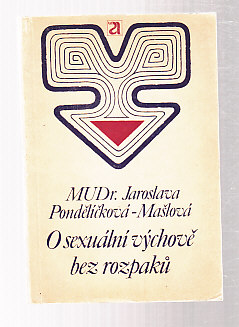 MUDr. Jaroslava
Pondělíčková-Mašlová
O sexuální výchově
bez rozpaků